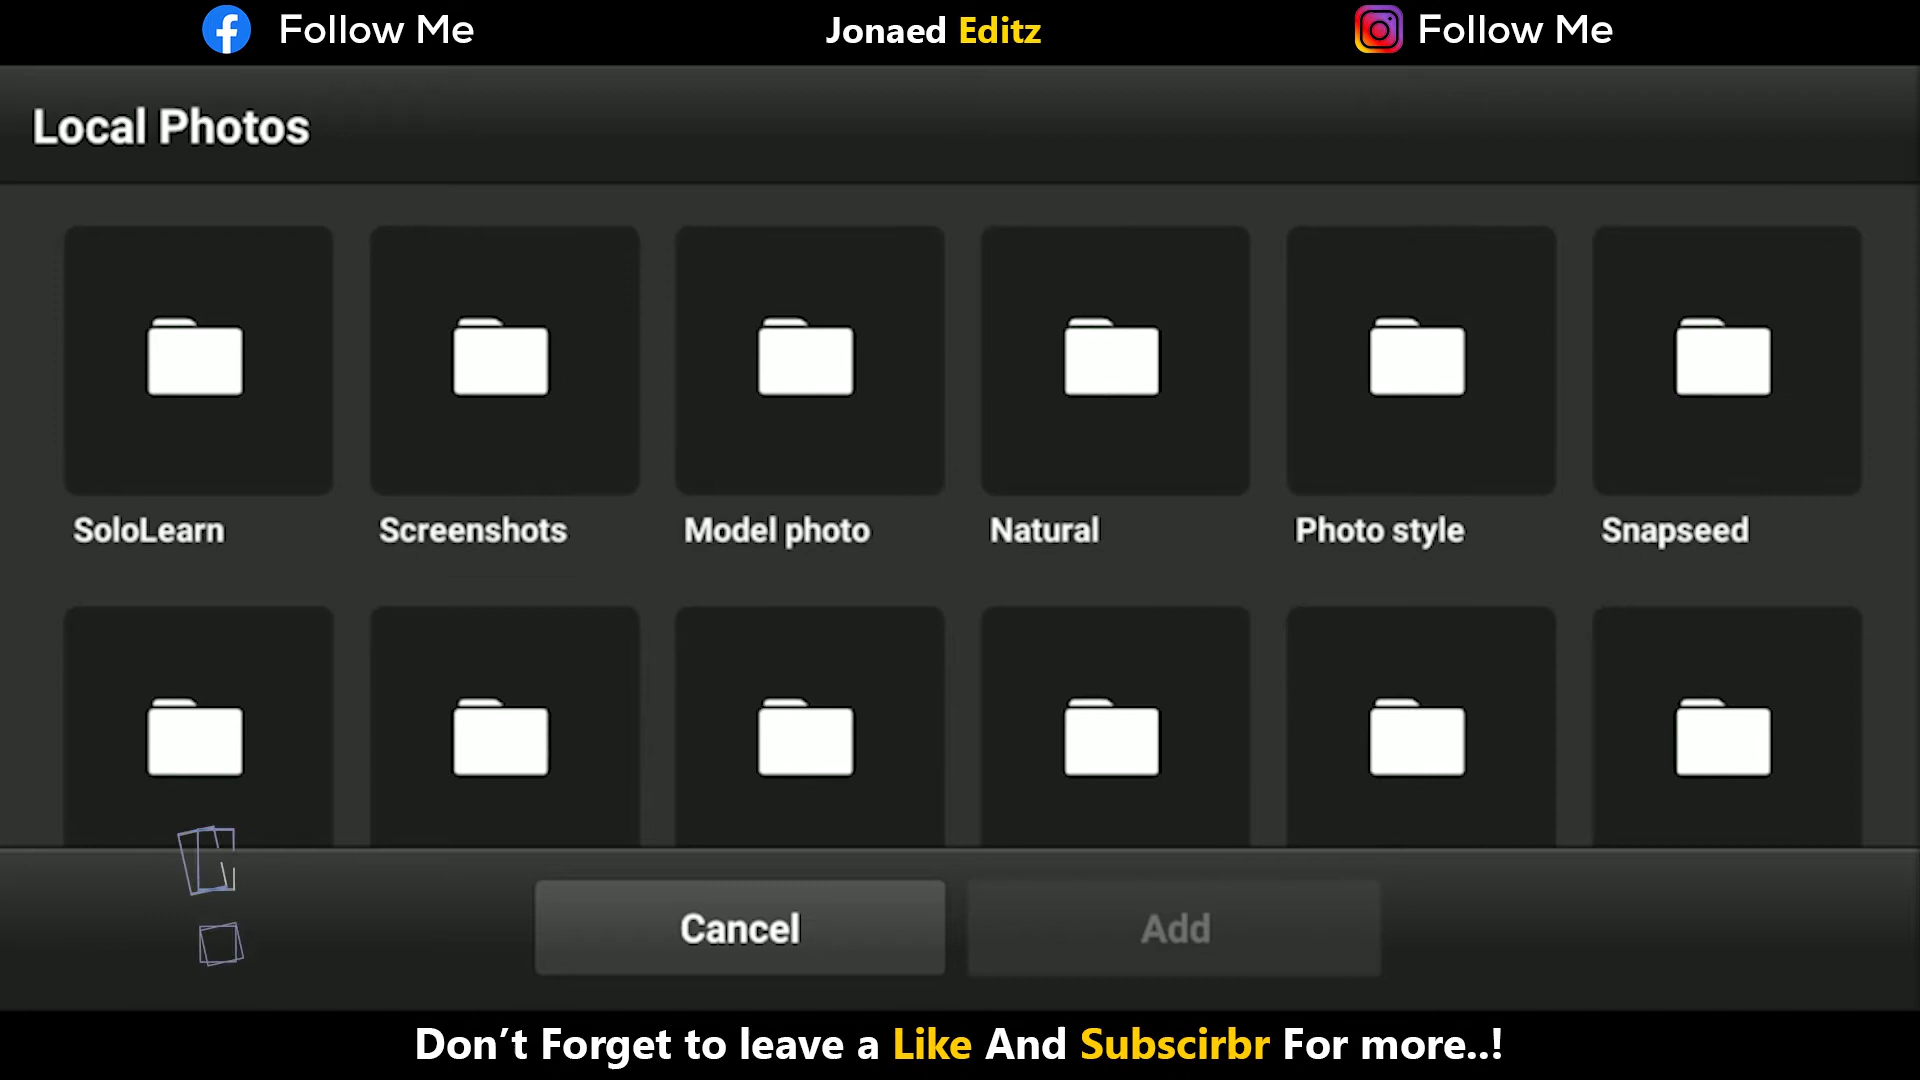 Follow Me
Jonaed Editz
Follow Me
Local Photos
SoloLearn
Screenshots
Model photo
Natural
Photo style
Snapseed
Cancel
Add
Don’t Forget to leave a Like And Subscirbr For more..!